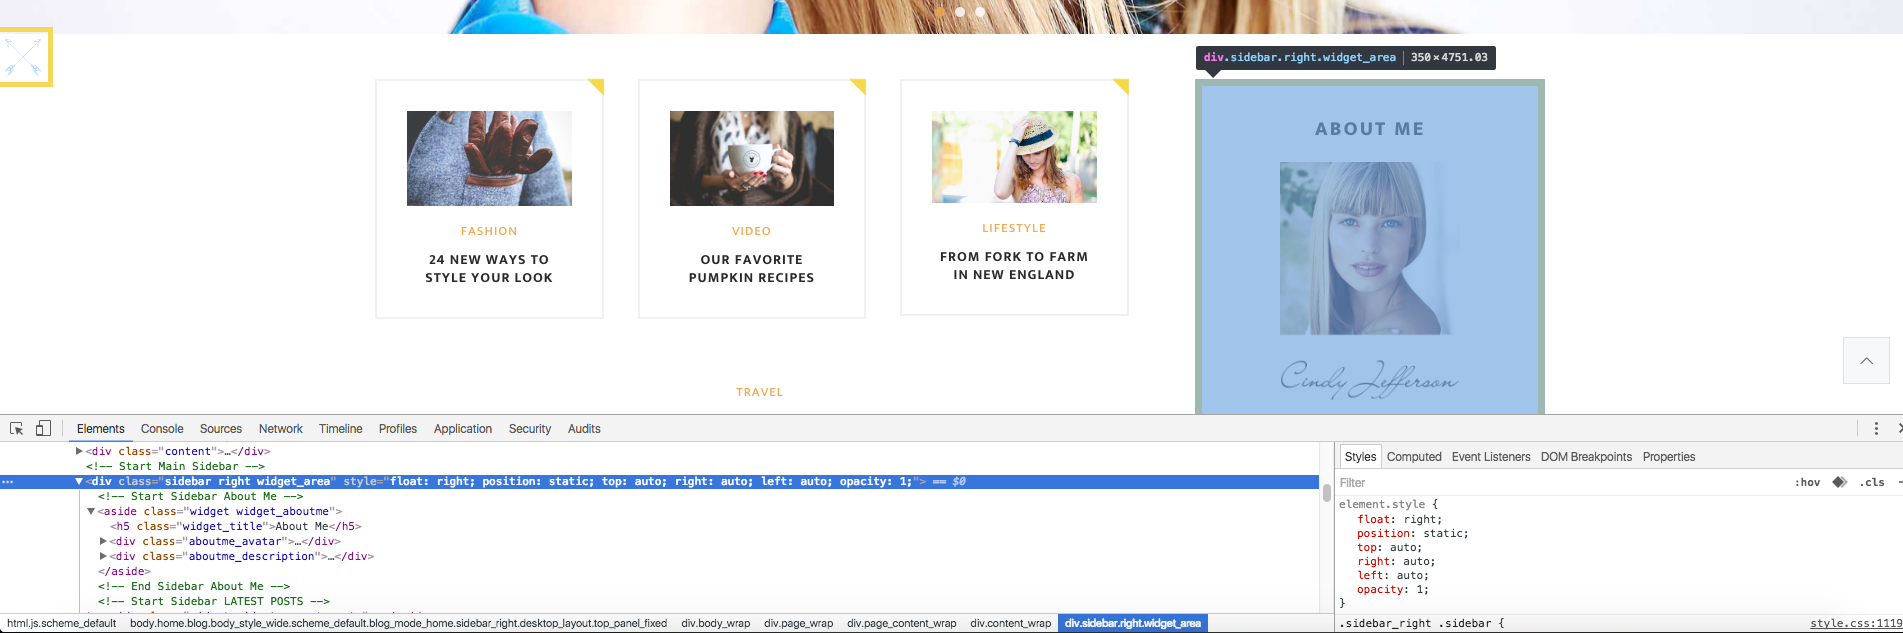 div.sidebar.right.widget_area | 350×4751.03
ABOUT ME
FASHION
24 NEW WAYS TO
STYLE YOUR LOOK
VIDEO
OUR FAVORITE
PUMPKIN RECIPES
LIFESTYLE
FROM FORK TO FARM
IN NEW ENGLAND
Cindy Jefferson
TRAVEL
Elements Console Sources Network Timeline Profiles Application Security Audits
▶<div class="content">…</div>
<!-- Start Main Sidebar -->
▼<div class="sidebar right widget_area" style="float: right; position: static; top: auto; right: auto; left: auto; opacity: 1;"> == $0
<!-- Start Sidebar About Me -->
▼<aside class="widget widget_aboutme">
<h5 class="widget_title">About Me</h5>
▶<div class="aboutme_avatar">…</div>
▶<div class="aboutme_description">…</div>
</aside>
<!-- End Sidebar About Me -->
<!-- Start Sidebar LATEST POSTS -->
html.js.scheme_default body.home.blog.body_style_wide.scheme_default.blog_mode_home.sidebar_right.desktop_layout.top_panel_fixed div.body_wrap div.page_wrap div.page_content_wrap div.content_wrap div.sidebar.right.widget_area
Styles Computed Event Listeners DOM Breakpoints Properties
Filter :hov .cls
element.style {
float: right;
position: static;
top: auto;
right: auto;
left: auto;
opacity: 1;
}
.sidebar_right .sidebar { style.css:1119